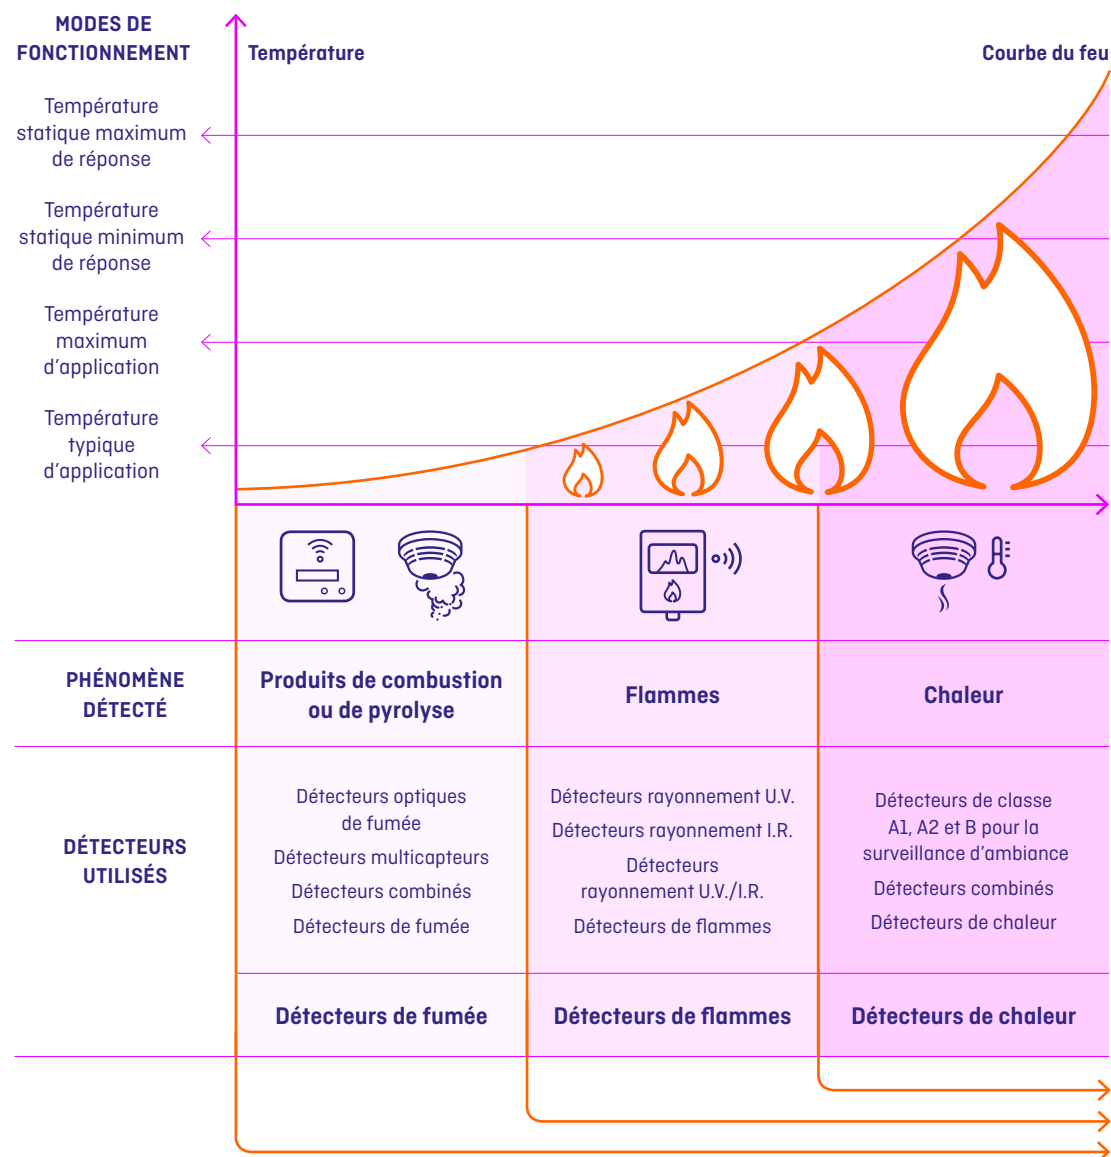 MODES DE
FONCTIONNEMENT
Température
Courbe du feu
Température
statique maximum
de réponse
Température
statique minimum
de réponse
Température
maximum
d’application
Température
typique
d’application
PHÉNOMÈNE
DÉTECTÉ
Produits de combustion
ou de pyrolyse
Flammes
Chaleur
DÉTECTEURS
UTILISÉS
Détecteurs optiques
de fumée
Détecteurs multicapteurs
Détecteurs combinés
Détecteurs de fumée
Détecteurs rayonnement U.V.
Détecteurs rayonnement I.R.
Détecteurs
rayonnement U.V./I.R.
Détecteurs de flammes
Détecteurs de classe
A1, A2 et B pour la
surveillance d’ambiance
Détecteurs combinés
Détecteurs de chaleur
Détecteurs de fumée
Détecteurs de flammes
Détecteurs de chaleur